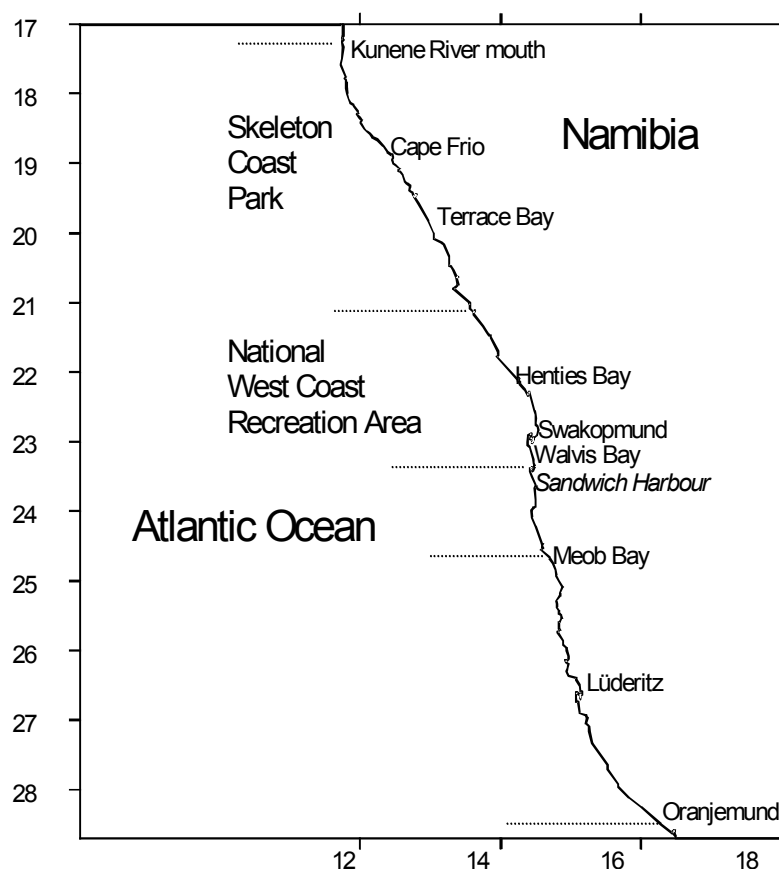 17
Kunene River mouth
18
Skeleton
Coast
Park
Namibia
Cape Frio
19
Terrace Bay
20
21
National
West Coast
Recreation Area
22
Henties Bay
Swakopmund
23
Walvis Bay
Sandwich Harbour
24
Atlantic Ocean
Meob Bay
25
26
Lüderitz
27
28
Oranjemund
12 14 16 18